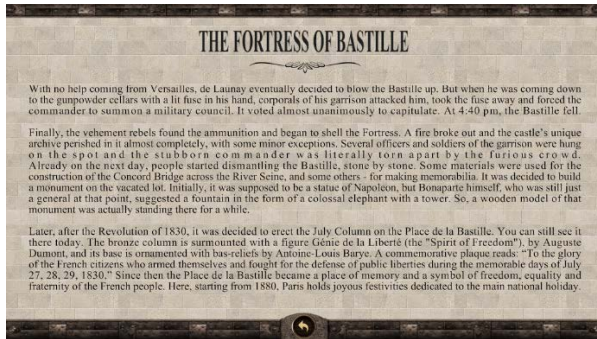 THE FORTRESS OF BASTILLE
With no help coming from Versailles, de Launay eventually decided to blow the Bastille up. But when he was coming down
to the gunpowder cellars with a lit fuse in his hand, corporals of his garrison attacked him, took the fuse away and forced the
commander to summon a military council. It voted almost unanimously to capitulate. At 4:40 pm, the Bastille fell.
Finally, the vehement rebels found the ammunition and began to shell the Fortress. A fire broke out and the castle's unique
archive perished in it almost completely, with some minor exceptions. Several officers and soldiers of the garrison were hung
on the spot and the stubborn commander was literally torn apart by the furious crowd.
Already on the next day, people started dismantling the Bastille, stone by stone. Some materials were used for the
construction of the Concord Bridge across the River Seine, and some others - for making memorabilia. It was decided to build
a monument on the vacated lot. Initially, it was supposed to be a statue of Napoleon, but Bonaparte himself, who was still just
a general at that point, suggested a fountain in the form of a colossal elephant with a tower. So, a wooden model of that
monument was actually standing there for a while.
Later, after the Revolution of 1830, it was decided to erect the July Column on the Place de la Bastille. You can still see it
there today. The bronze column is surmounted with a figure Génie de la Liberté (the "Spirit of Freedom"), by Auguste
Dumont, and its base is ornamented with bas-reliefs by Antoine-Louis Barye. A commemorative plaque reads: “To the glory
of the French citizens who armed themselves and fought for the defense of public liberties during the memorable days of July
27, 28, 29, 1830.” Since then the Place de la Bastille became a place of memory and a symbol of freedom, equality and
fraternity of the French people. Here, starting from 1880, Paris holds joyous festivities dedicated to the main national holiday.